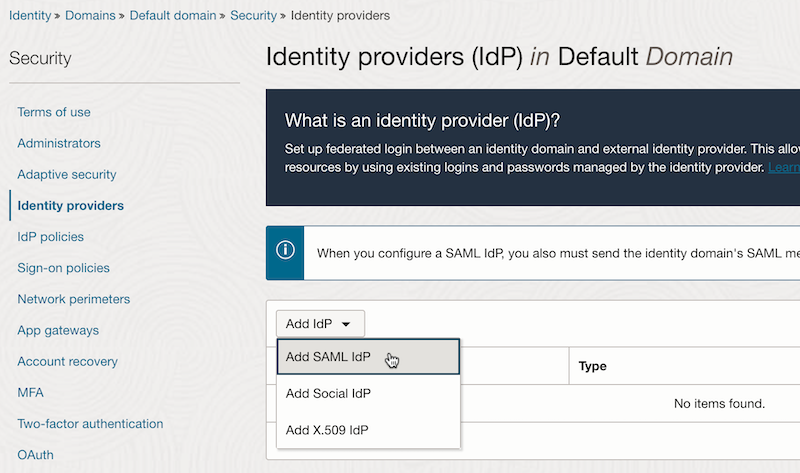 Identity » Domains » Default domain » Security » Identity providers
Security
Terms of use
Administrators
Adaptive security
Identity providers
IdP policies
Sign-on policies
Network perimeters
App gateways
Account recovery
MFA
Two-factor authentication
OAuth
Identity providers (IdP) in Default Domain
What is an identity provider (IdP)?
Set up federated login between an identity domain and external identity provider. This allo
resources by using existing logins and passwords managed by the identity provider. Learn
When you configure a SAML IdP, you also must send the identity domain's SAML me
Add IdP
Add SAML IdP
Add Social IdP
Add X.509 IdP
Type
No items found.